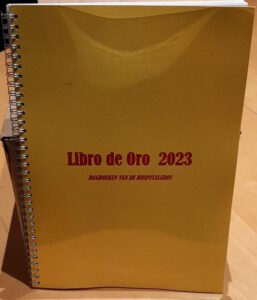 Libro de Oro 2023
DAGBOEKEN VAN DE HOSPITALEROS